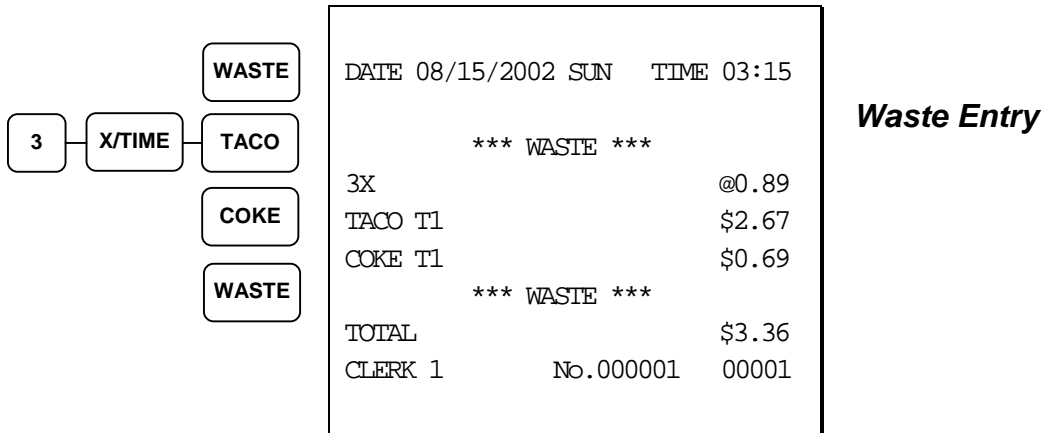 WASTE
3 X/TIME TACO
COKE
WASTE
DATE 08/15/2002 SUN TIME 03:15
*** WASTE ***
3X @0.89
TACO T1 $2.67
COKE T1 $0.69
*** WASTE ***
TOTAL $3.36
CLERK 1 No.000001 00001
Waste Entry